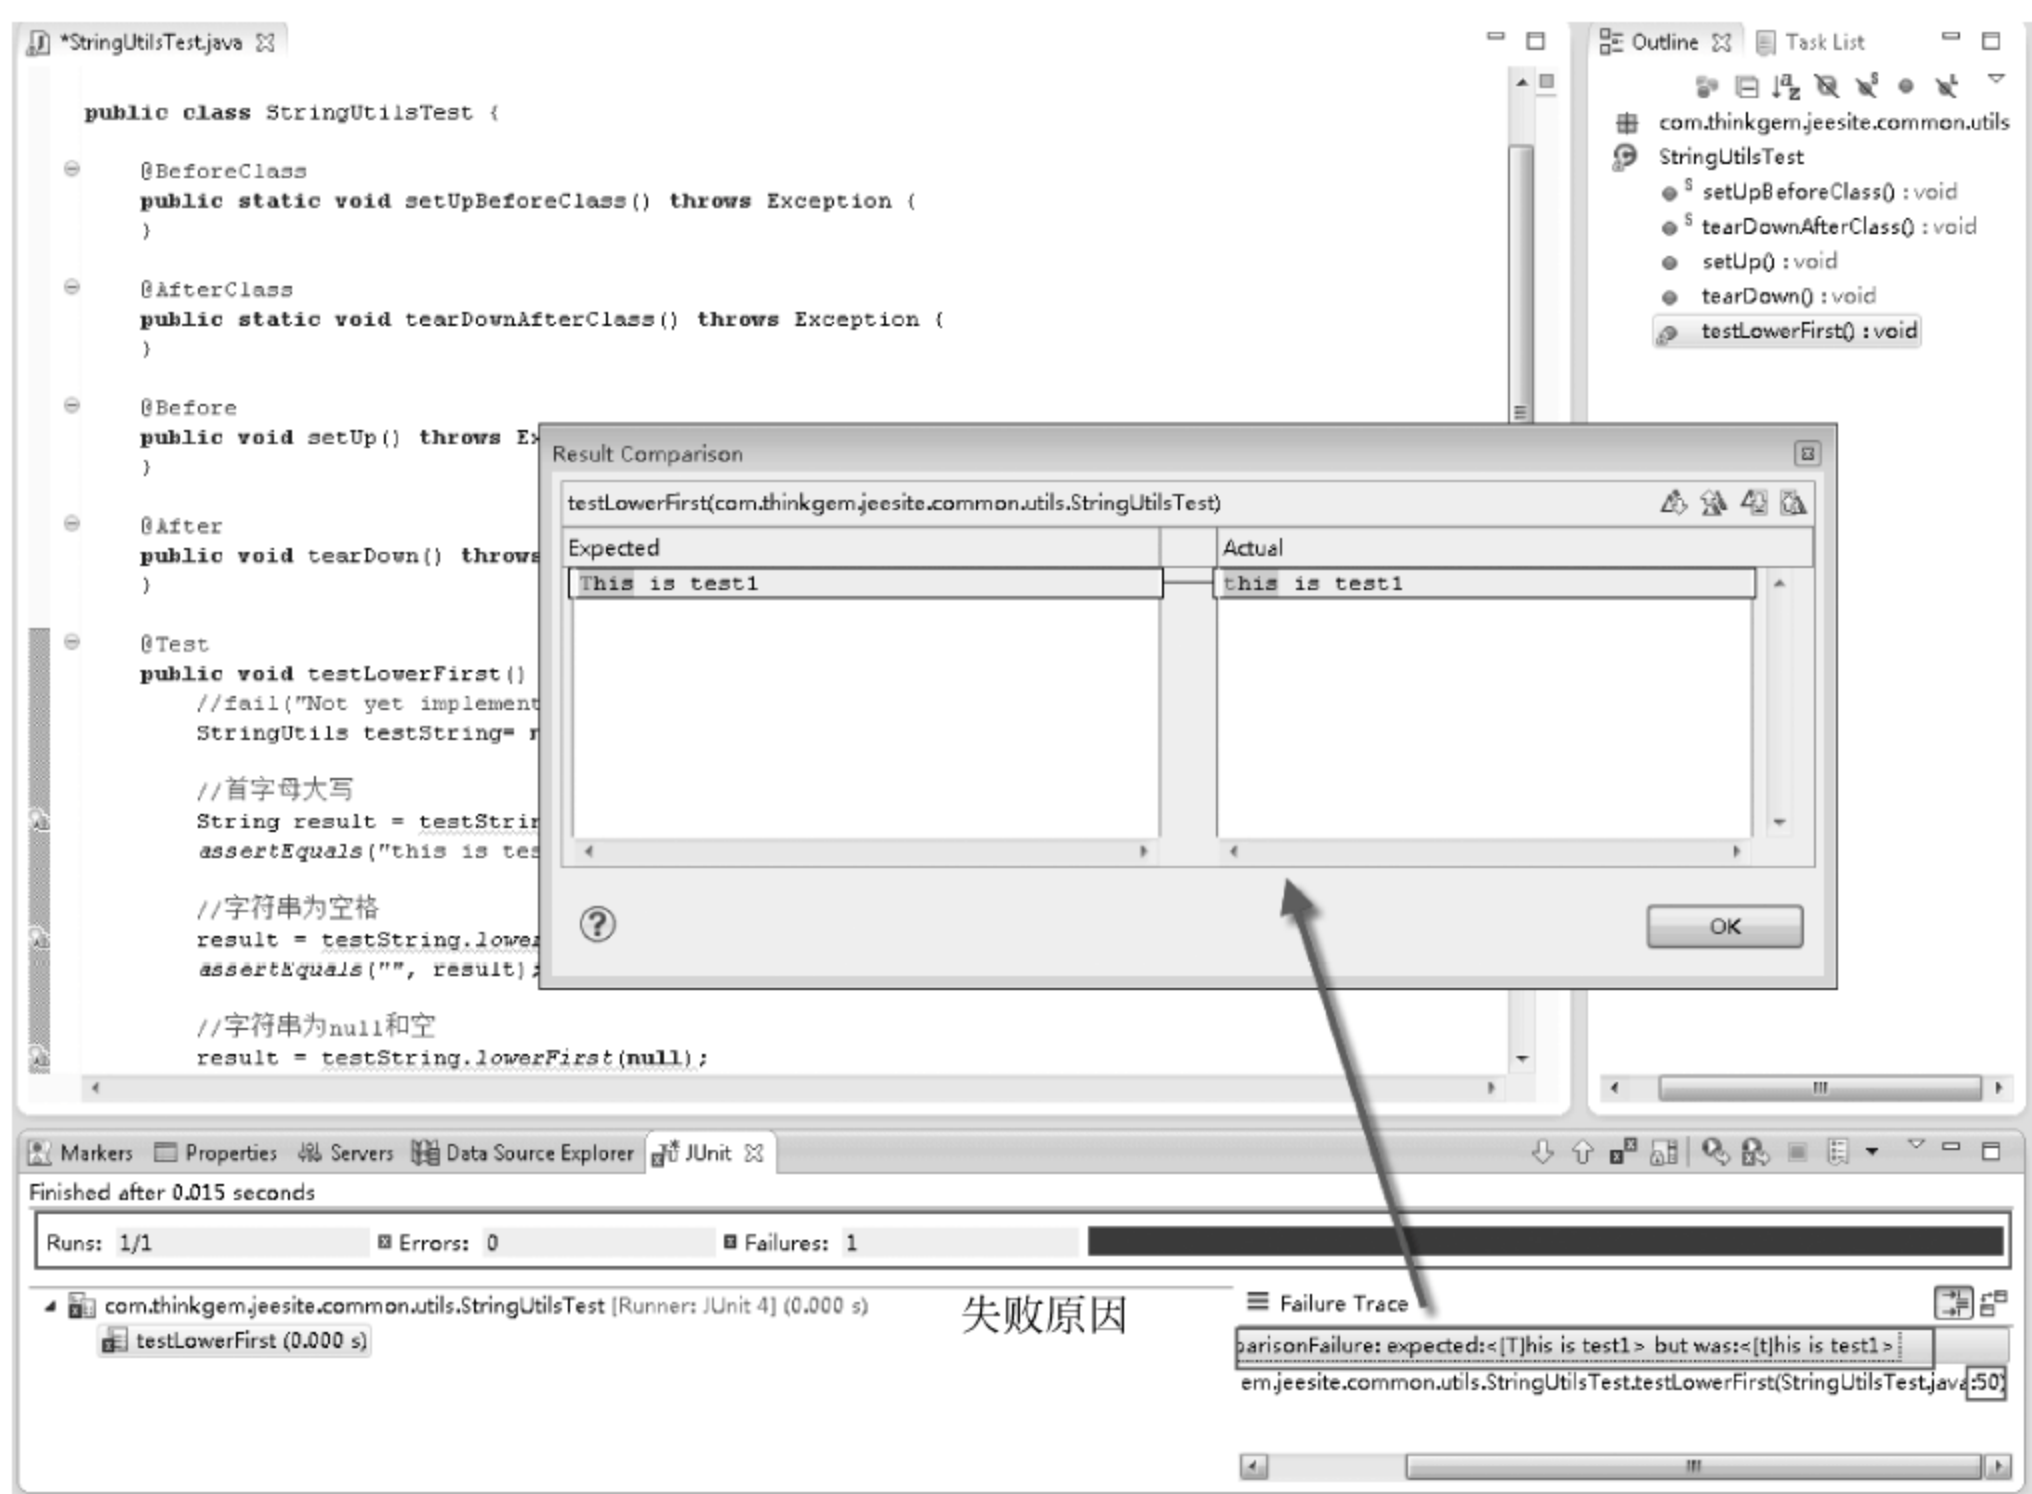 *StringUtilsTest.java
public class StringUtilsTest {
@BeforeClass
public static void setUpBeforeClass() throws Exception {
}
@AfterClass
public static void tearDownAfterClass() throws Exception {
}
@Before
public void setUp() throws Ex
}
@After
public void tearDown() throws
}
@Test
public void testLowerFirst()
//fail("Not yet implement
StringUtils testString=
//首字母大写
String result = testStrin
assertEquals("this is tes
//字符串为空格
result = testString.lower
assertEquals("", result);
//字符串为null和空
result = testString.lowerFirst(null);
Outline
Task List
com.thinkgem.jeesite.common.utils
StringUtilsTest
S setUpBeforeClass() : void
S tearDownAfterClass() : void
setUp() : void
tearDown() : void
testLowerFirst() : void
Result Comparison
testLowerFirst(com.thinkgem.jeesite.common.utils.StringUtilsTest)
Expected
Actual
This is test1
this is test1
OK
Markers
Properties
Servers
Data Source Explorer
JUnit
Finished after 0.015 seconds
Runs: 1/1
Errors: 0
Failures: 1
com.thinkgem.jeesite.common.utils.StringUtilsTest [Runner: JUnit 4] (0.000 s)
testLowerFirst (0.000 s)
失败原因
Failure Trace
parisonFailure: expected:<[T]his is test1> but was:<[t]his is test1>
em.jeesite.common.utils.StringUtilsTest.testLowerFirst(StringUtilsTest.java:50)